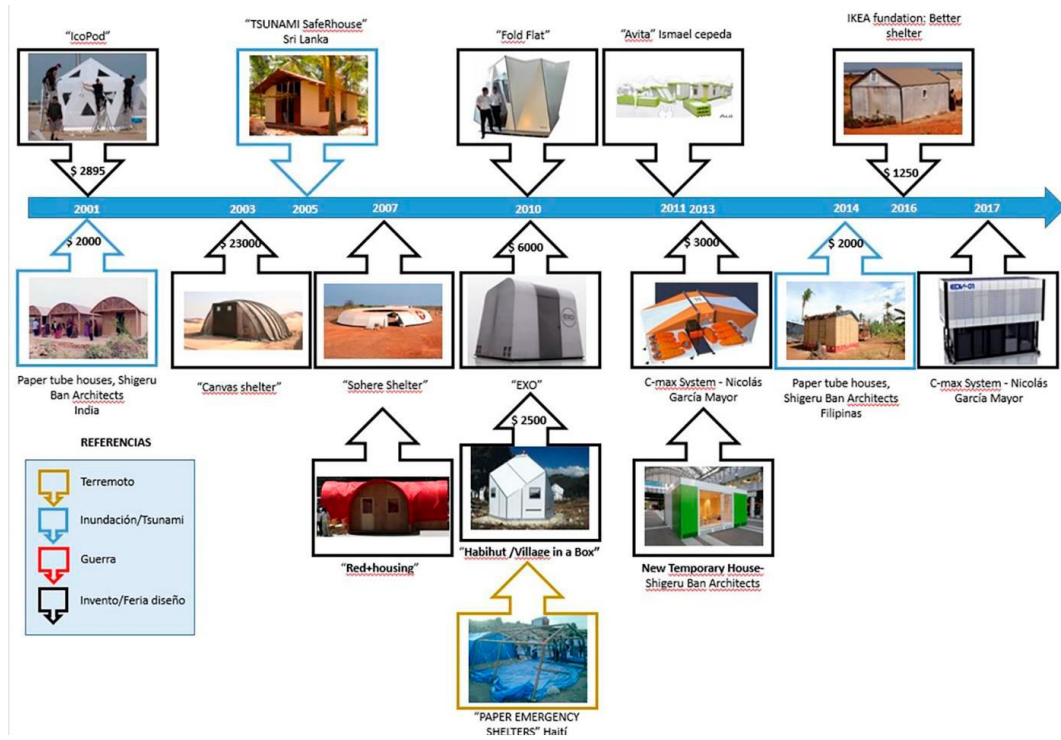 "IcoPod"
"TSUNAMI SafeRhouse"
Sri Lanka
"Fold Flat"
"Avita" Ismael cepeda
IKEA fundation: Better
shelter
$ 2895
$ 1250
2001
2003
2005
2007
2010
2011
2013
2014
2016
2017
$ 2000
$ 23000
$ 6000
$ 3000
$ 2000
EXO
EDV-01
Paper tube houses, Shigeru
Ban Architects
India
"Canvas shelter"
"Sphere Shelter"
"EXO"
C-max System - Nicolás
García Mayor
Paper tube houses,
Shigeru Ban Architects
Filipinas
C-max System - Nicolás
García Mayor
$ 2500
REFERENCIAS
Terremoto
Inundación/Tsunami
Guerra
Invento/Feria diseño
"Red+housing"
"Habihut /Village in a Box"
New Temporary House-
Shigeru Ban Architects
"PAPER EMERGENCY
SHELTERS" Haití